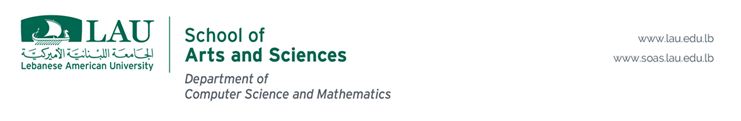 LAU
الجامعة اللبنانية الأميركية
Lebanese American University
School of
Arts and Sciences
Department of
Computer Science and Mathematics
www.lau.edu.lb
www.soas.lau.edu.lb